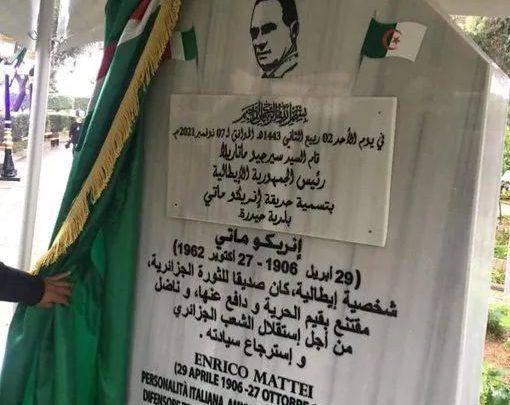 بسم الله الرحمن الرحيم
في يوم الأحد 02 ربيع الثاني 1443هـ الموافق لـ 07 نوفمبر 2021م
قام السيد سيرجيو ماتاريلا
رئيس الجمهورية الإيطالية
بتسمية حديقة إنريكو ماتي
بلدية حيدرة
إنريكو ماتي
(29 أبريل 1906 - 27 أكتوبر 1962)
شخصية إيطالية، كان صديقا للثورة الجزائرية،
مقتنع بقيم الحرية و دافع عنها، و ناضل
من أجل إستقلال الشعب الجزائري
و إسترجاع سيادته .
ENRICO MATTEI
(29 APRILE 1906 - 27 OTTOBRE
PERSONALITÀ ITALIANA,
DIFENSORE